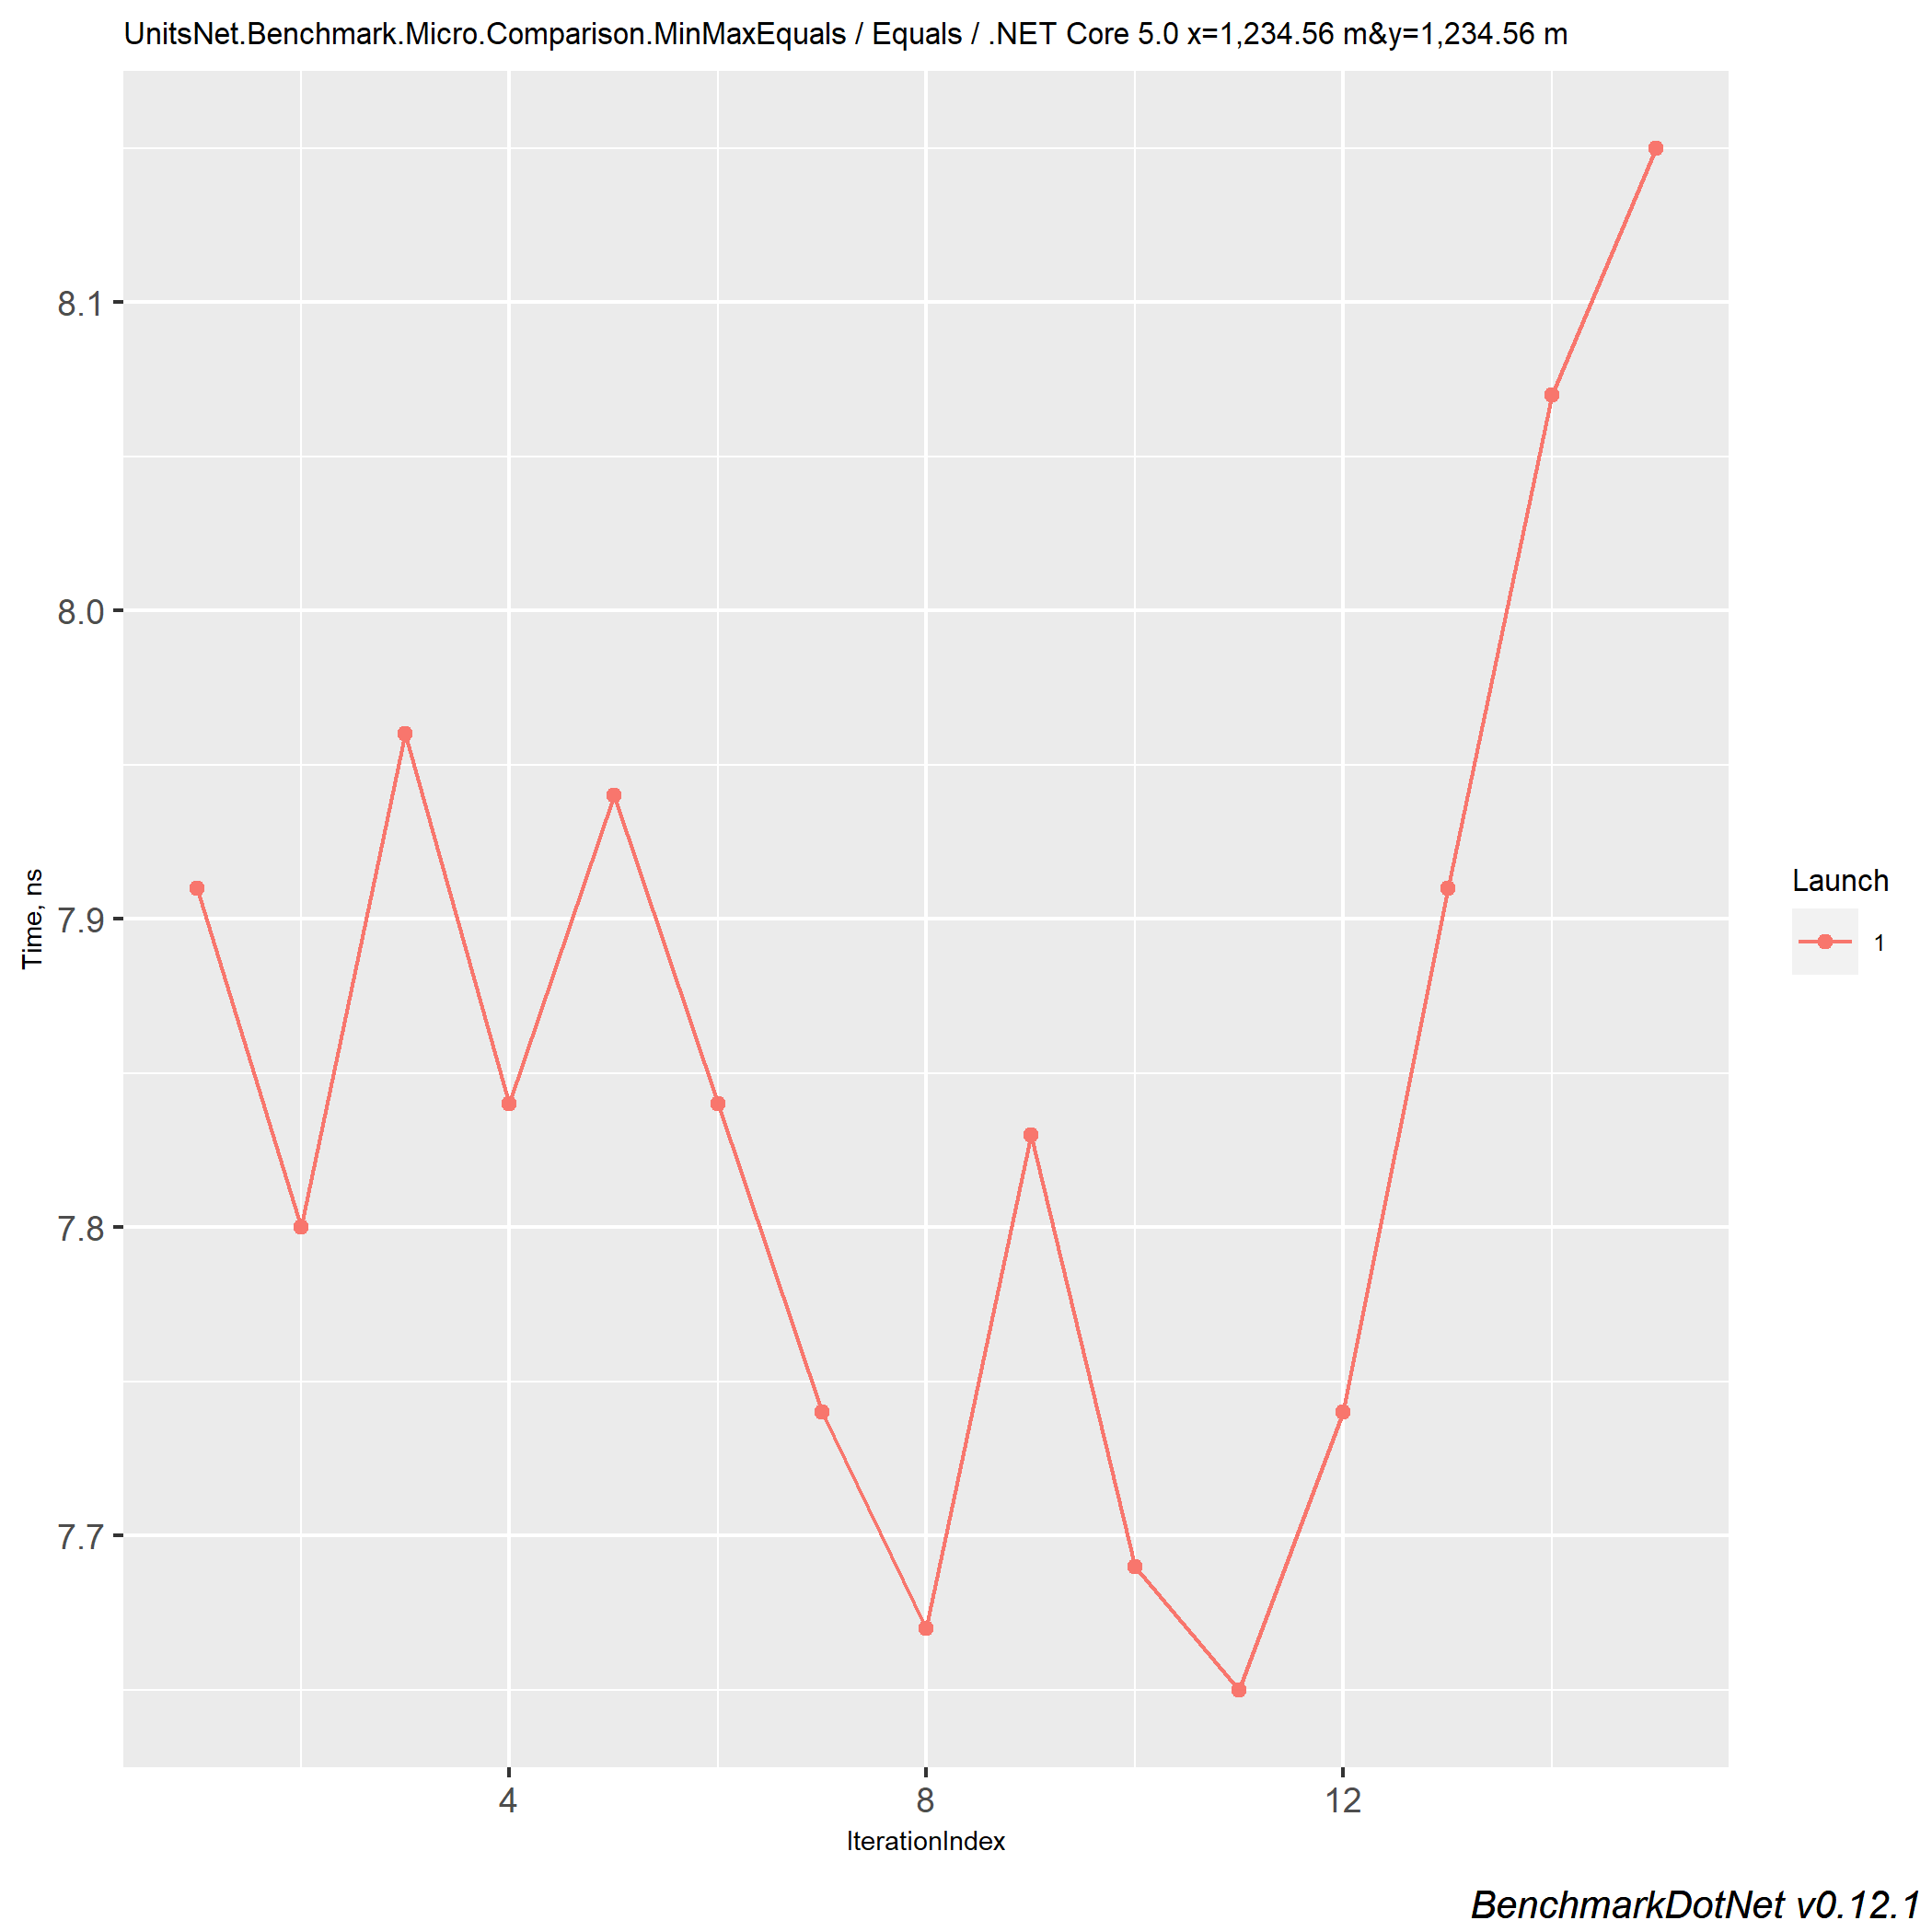 UnitsNet.Benchmark.Micro.Comparison.MinMaxEquals / Equals / .NET Core 5.0 x=1,234.56 m&y=1,234.56 m
8.1
8.0
7.9
7.8
7.7
Time, ns
4 8 12
IterationIndex
Launch
1
BenchmarkDotNet v0.12.1